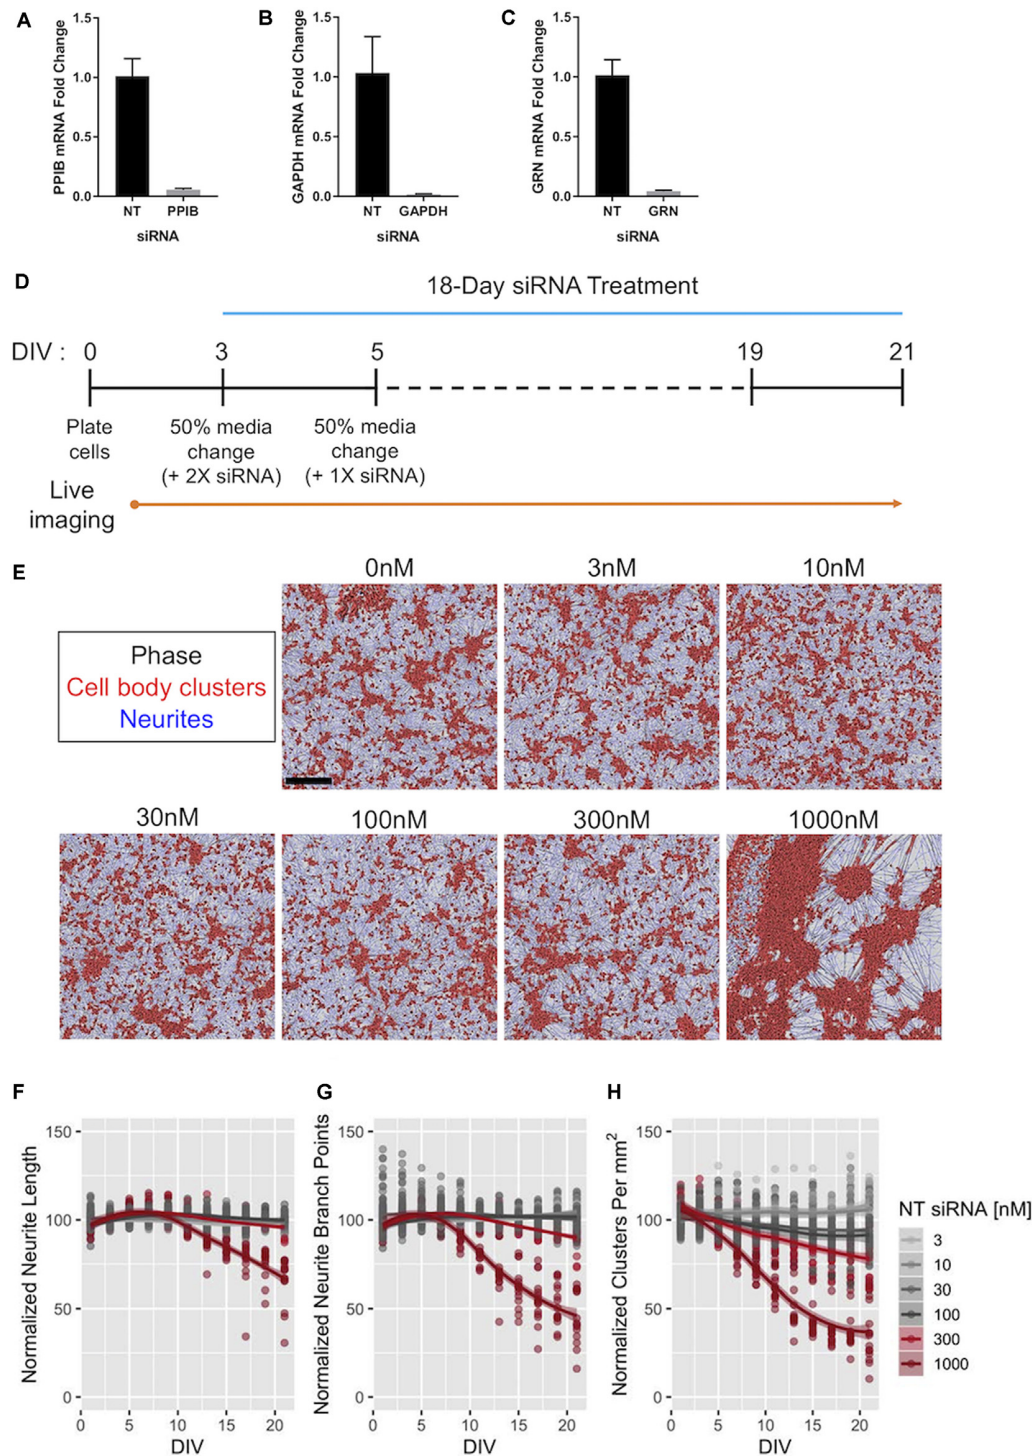 A
PPIB mRNA Fold Change
1.5
1.0
0.5
0.0
NT PPIB
siRNA
B
GAPDH mRNA Fold Change
1.5
1.0
0.5
0.0
NT GAPDH
siRNA
C
GRN mRNA Fold Change
1.5
1.0
0.5
0.0
NT GRN
siRNA
D
18-Day siRNA Treatment
DIV : 0 3 5 19 21
Plate
cells
50% media
change
(+ 2X siRNA)
50% media
change
(+ 1X siRNA)
Live
imaging
E
Phase
Cell body clusters
Neurites
0nM 3nM 10nM
30nM 100nM 300nM 1000nM
F
Normalized Neurite Length
150
100
50
0
0 5 10 15 20
DIV
G
Normalized Neurite Branch Points
150
100
50
0
0 5 10 15 20
DIV
H
Normalized Clusters Per mm²
150
100
50
0
0 5 10 15 20
DIV
NT siRNA [nM]
3
10
30
100
300
1000